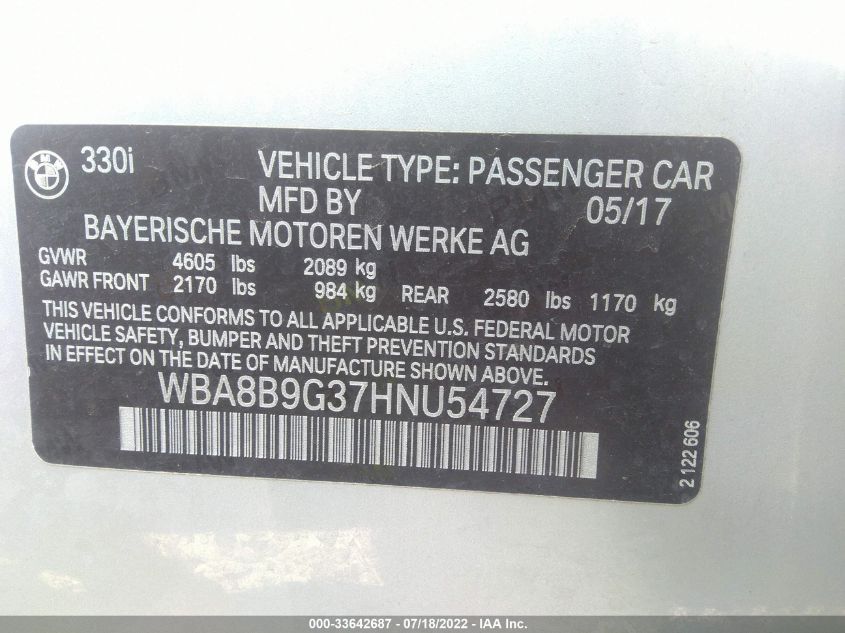 BMW 330i VEHICLE TYPE: PASSENGER CAR
MFD BY 05/17
BAYERISCHE MOTOREN WERKE AG
GVWR 4605 lbs 2089 kg
GAWR FRONT 2170 lbs 984 kg REAR 2580 lbs 1170 kg
THIS VEHICLE CONFORMS TO ALL APPLICABLE U.S. FEDERAL MOTOR
VEHICLE SAFETY, BUMPER AND THEFT PREVENTION STANDARDS
IN EFFECT ON THE DATE OF MANUFACTURE SHOWN ABOVE.
WBA8B9G37HNU54727
2 122 606
000-33642687 - 07/18/2022 - IAA, Inc.